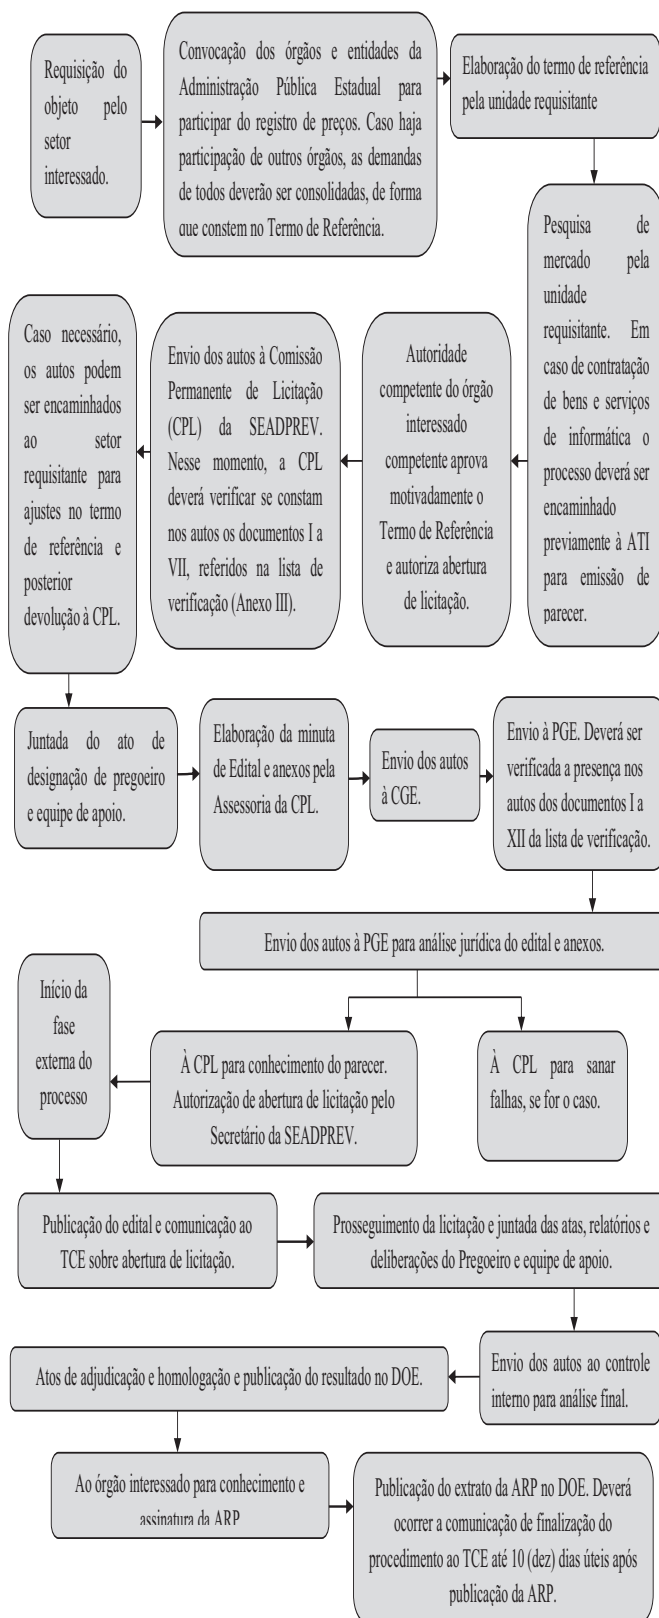 Requisição do
objeto pelo
setor
interessado.
Convocação dos órgãos e entidades da
Administração Pública Estadual para
participar do registro de preços. Caso haja
participação de outros órgãos, as demandas
de todos deverão ser consolidadas, de forma
que constem no Termo de Referência.
Elaboração do termo de referência
pela unidade requisitante
Pesquisa de
mercado pela
unidade
requisitante. Em
caso de contratação
de bens e serviços
de informática o
processo deverá ser
encaminhado
previamente à ATI
para emissão de
parecer.
Autoridade
competente do órgão
interessado
competente aprova
motivadamente o
Termo de Referência
e autoriza abertura
de licitação.
Envio dos autos à Comissão
Permanente de Licitação
(CPL) da SEADPREV.
Nesse momento, a CPL
deverá verificar se constam
nos autos os documentos I a
VII, referidos na lista de
verificação (Anexo III).
Caso necessário,
os autos podem
ser encaminhados
ao setor
requisitante para
ajustes no termo
de referência e
posterior
devolução à CPL.
Juntada do ato de
designação de pregoeiro
e equipe de apoio.
Elaboração da minuta
de Edital e anexos pela
Assessoria da CPL.
Envio dos autos
à CGE.
Envio à PGE. Deverá ser
verificada a presença nos
autos dos documentos I a
XII da lista de verificação.
Envio dos autos à PGE para análise jurídica do edital e anexos.
À CPL para conhecimento do parecer.
Autorização de abertura de licitação pelo
Secretário da SEADPREV.
À CPL para sanar
falhas, se for o caso.
Início da
fase
externa do
processo
Publicação do edital e comunicação ao
TCE sobre abertura de licitação.
Prosseguimento da licitação e juntada das atas, relatórios e
deliberações do Pregoeiro e equipe de apoio.
Envio dos autos ao controle
interno para análise final.
Atos de adjudicação e homologação e publicação do resultado no DOE.
Ao órgão interessado para conhecimento e
assinatura da ARP
Publicação do extrato da ARP no DOE. Deverá
ocorrer a comunicação de finalização do
procedimento ao TCE até 10 (dez) dias úteis após
publicação da ARP.